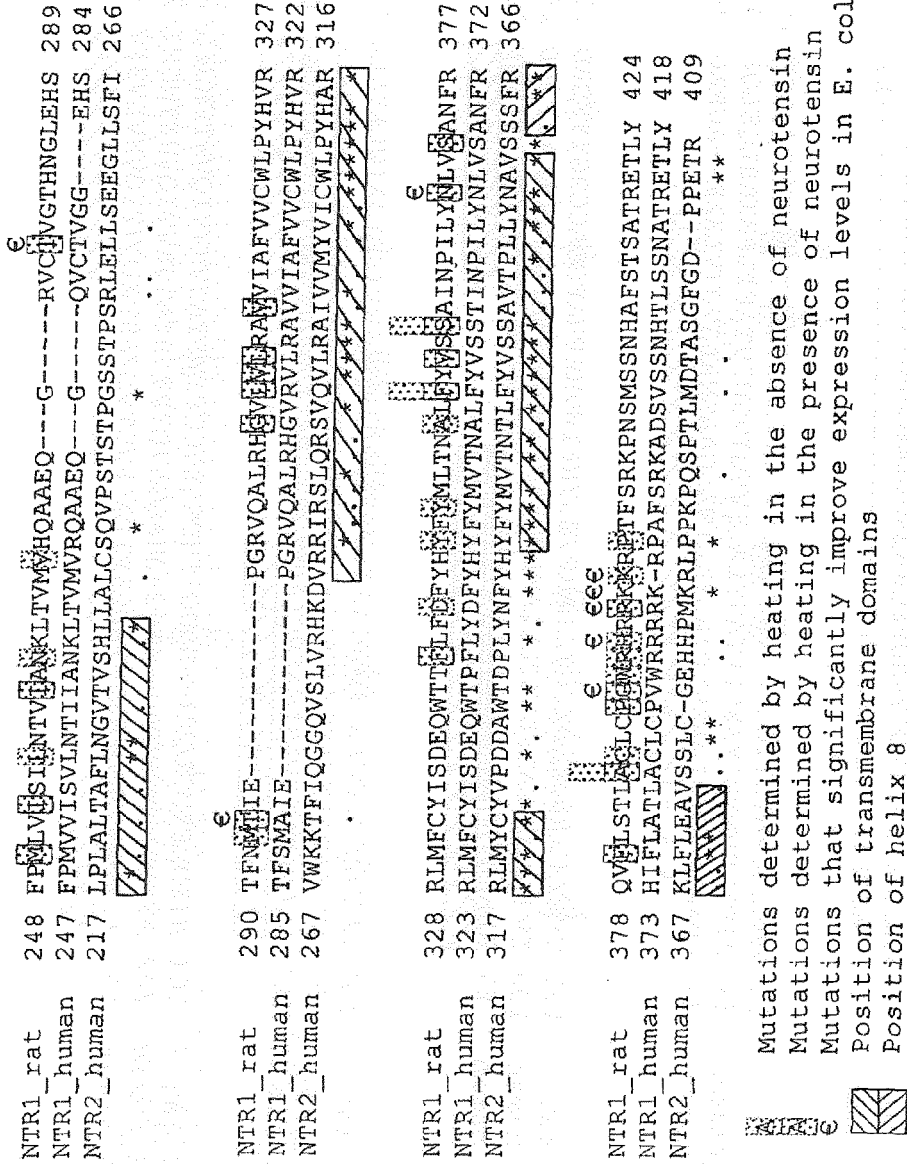 NTR1_rat 248 FPMLVISILNTVIANKLTVMVHQAAEQ---G-----RVCTVGTHNGLEHS 289
NTR1_human 247 FPMVVISVLNTIIANKLTVMVRQAAEQ---G-----QVCTVGG----EHS 284
NTR2_human 217 LPLALTAFLNGVTVSHLLALCSQVPSTSTPGSSTPSRLELLSEEGLLSFI 266
€
NTR1_rat 290 TFNMTIE------------PGRVQALRHGVLVLRAVVIAFVVCWLPYHVR 327
NTR1_human 285 TFSMAIE------------PGRVQALRHGVRVLRAVVIAFVVCWLPYHVR 322
NTR2_human 267 VWKKTFIQGGQVSLVRHKDVRRIRSLQRSVQVLRAIVVMYVICWLPYHAR 316
€
NTR1_rat 328 RLMFCYISDEQWTTFLFDFYHYFYMLTNALFYVSSAINPILYNLVSANFR 377
NTR1_human 323 RLMFCYISDEQWTPFLYDFYHYFYMVTNALFYVSSTINPILYNLVSANFR 372
NTR2_human 317 RLMYCYVPDDAWTDPLYNFYHYFYMVTNTLFYVSSAVTPLLYNAVSSSFR 366
€ € €€€
NTR1_rat 378 QVFLSTLACLCPGWRHRRKKRPTFSRKPNSMSSNHAFSTSATRETLY 424
NTR1_human 373 HIFLATLACLCPVWRRRRK-RPAFSRKADSVSSNHTLSSNATRETLY 418
NTR2_human 367 KLFLEAVSSLC-GEHHPMKRLPPKPQSPTLMDTASGFGD--PPETR 409
Mutations determined by heating in the absence of neurotensin
Mutations determined by heating in the presence of neurotensin
€ Mutations that significantly improve expression levels in E. col
Position of transmembrane domains
Position of helix 8